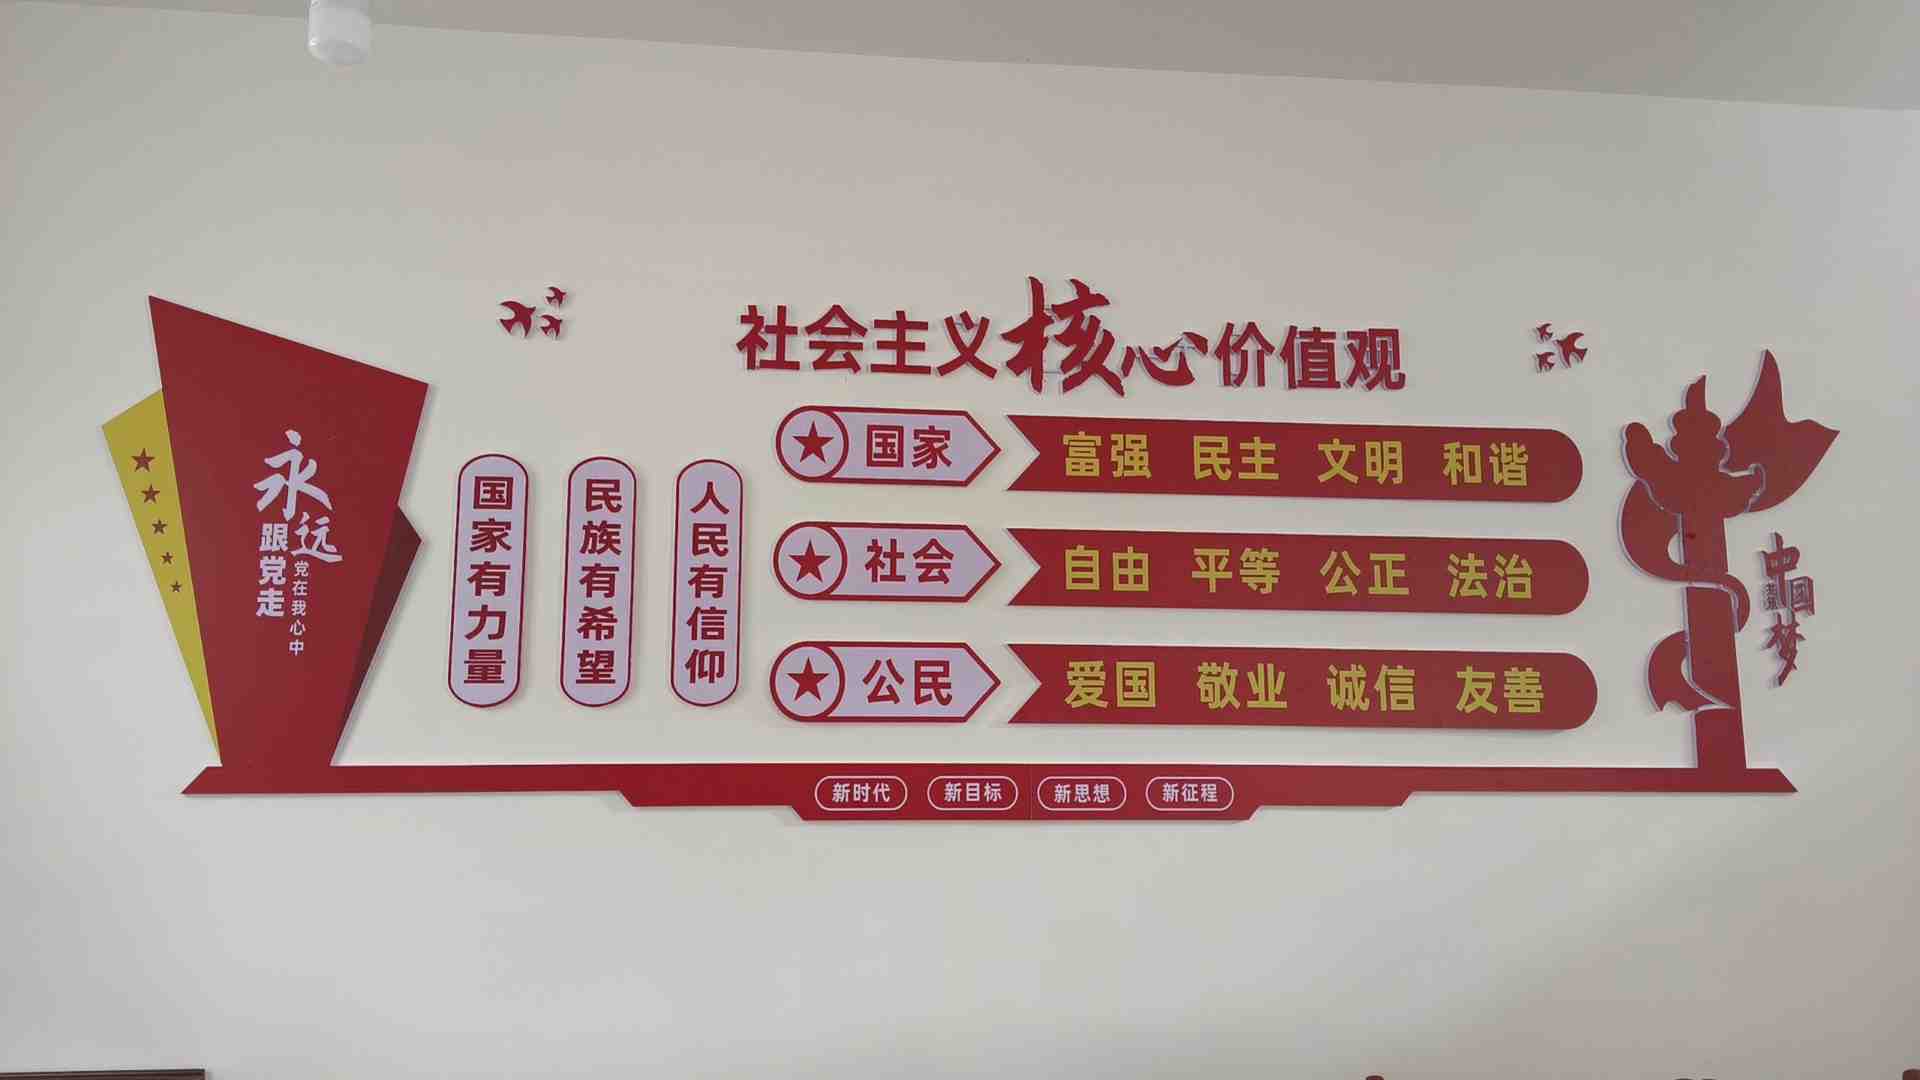 社会主义核心价值观
永远
跟党走
党在我心中
国家有力量
民族有希望
人民有信仰
国家
富强 民主 文明 和谐
社会
自由 平等 公正 法治
公民
爱国 敬业 诚信 友善
中国梦
新时代 新目标 新思想 新征程